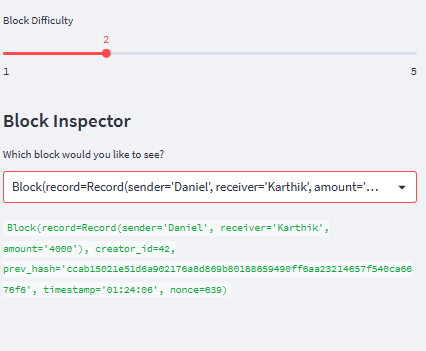 Block Difficulty
2
1 5
Block Inspector
Which block would you like to see?
Block(record=Record(sender='Daniel', receiver='Karthik', amount='...
Block(record=Record(sender='Daniel', receiver='Karthik',
amount='4000'), creator_id=42,
prev_hash='ccab15021e51d6a902176a8d869b80188659490ff6aa23214657f540ca66
76f6', timestamp='01:24:06', nonce=639)